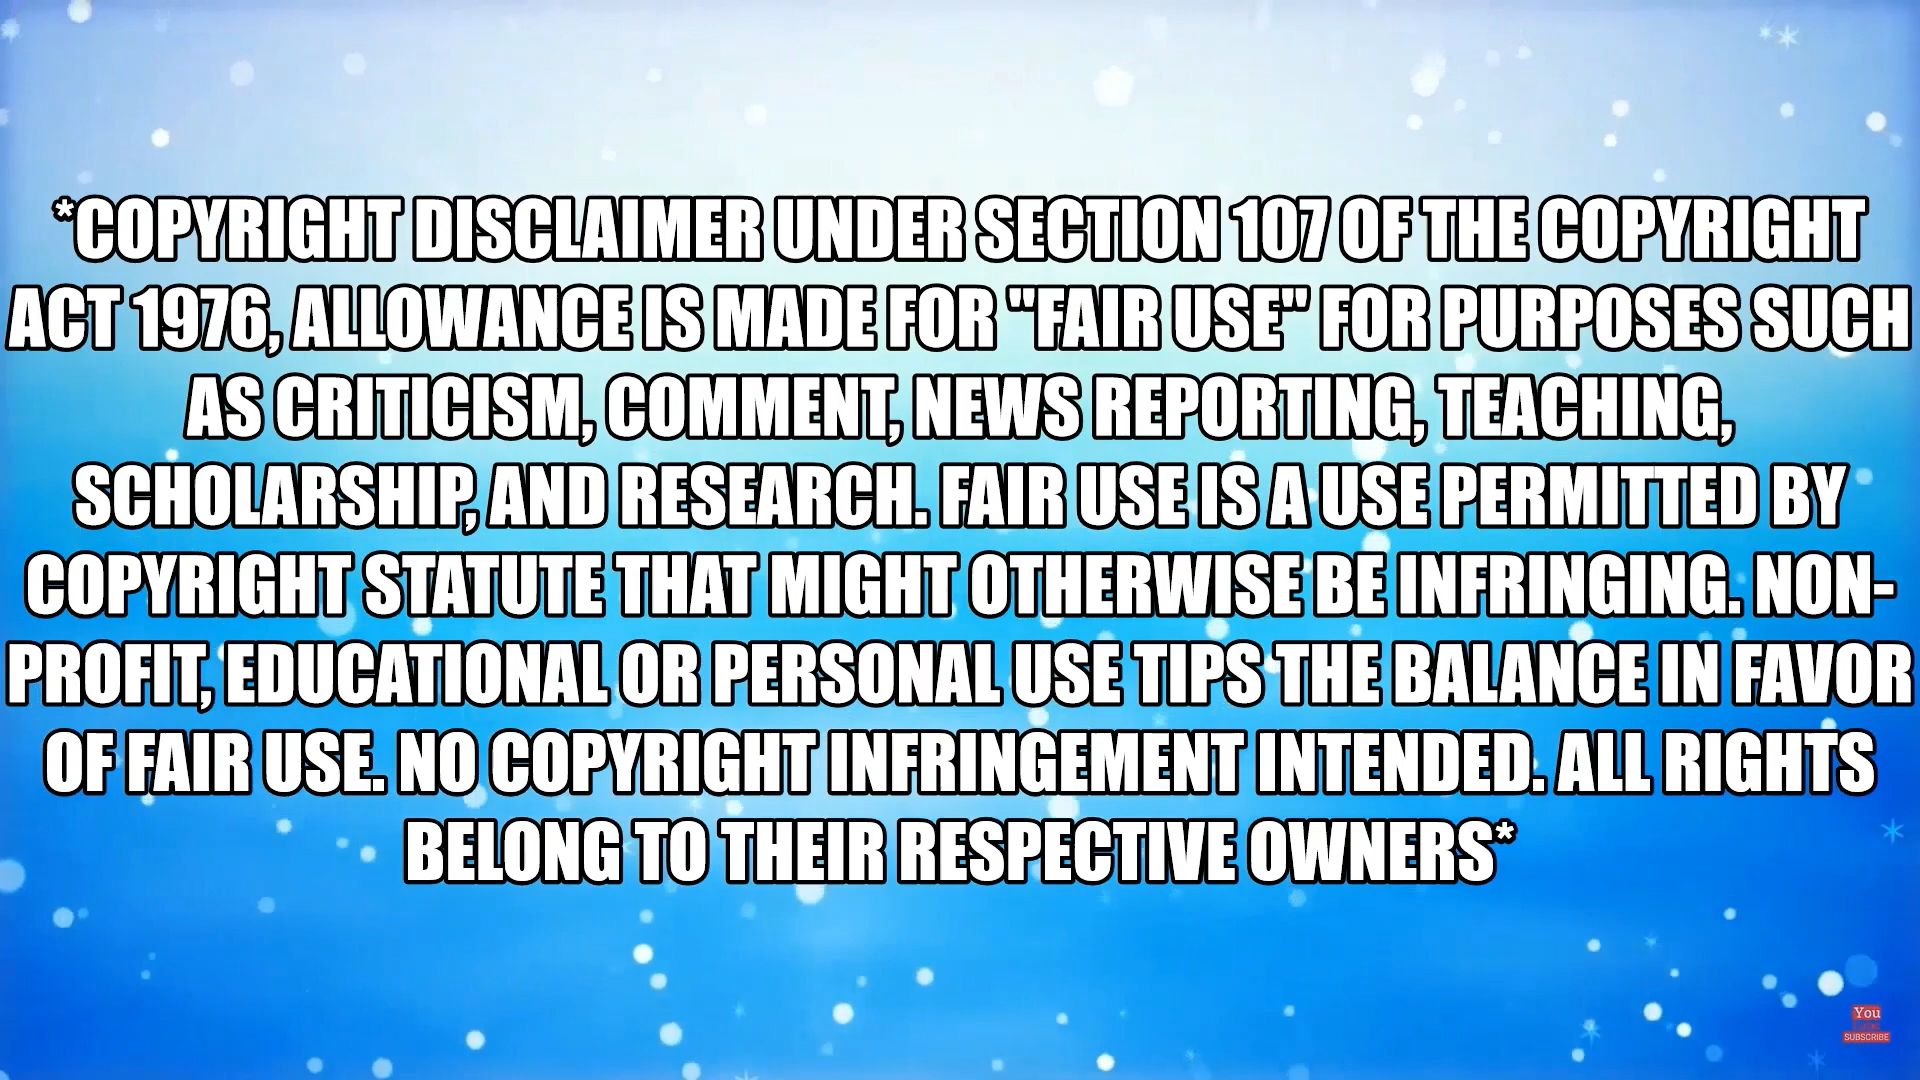 *COPYRIGHT DISCLAIMER UNDER SECTION 107 OF THE COPYRIGHT
ACT 1976, ALLOWANCE IS MADE FOR "FAIR USE" FOR PURPOSES SUCH
AS CRITICISM, COMMENT, NEWS REPORTING, TEACHING,
SCHOLARSHIP, AND RESEARCH. FAIR USE IS A USE PERMITTED BY
COPYRIGHT STATUTE THAT MIGHT OTHERWISE BE INFRINGING. NON-
PROFIT, EDUCATIONAL OR PERSONAL USE TIPS THE BALANCE IN FAVOR
OF FAIR USE. NO COPYRIGHT INFRINGEMENT INTENDED. ALL RIGHTS
BELONG TO THEIR RESPECTIVE OWNERS*
You
SUBSCRIBE